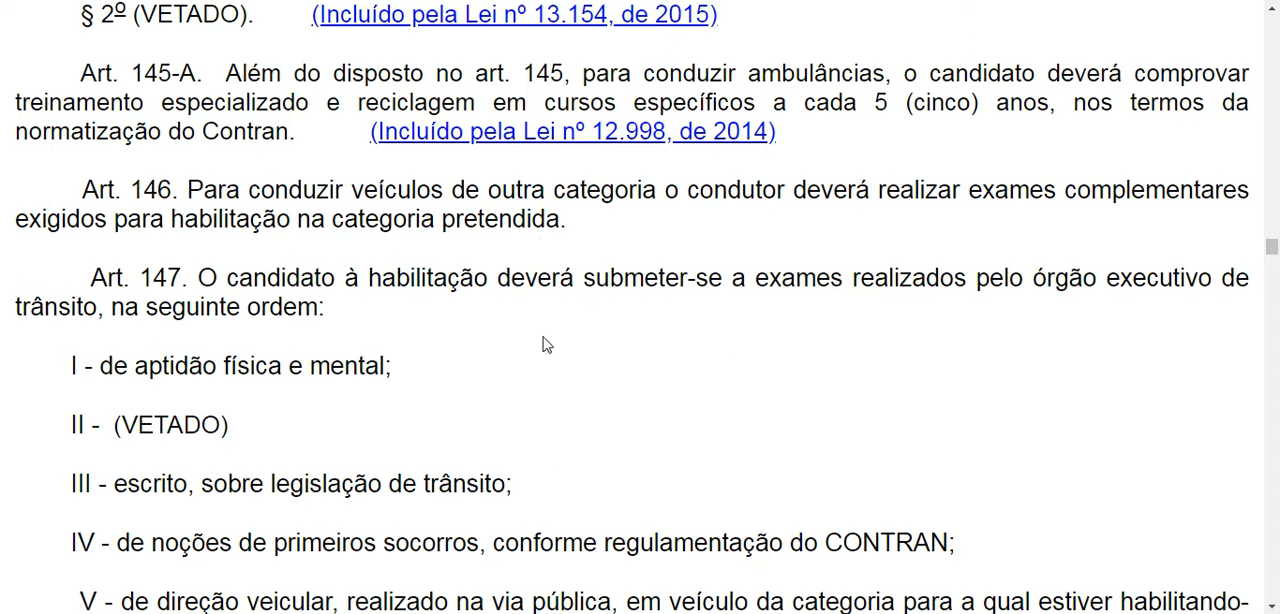 § 2º (VETADO). (Incluído pela Lei nº 13.154, de 2015)
Art. 145-A. Além do disposto no art. 145, para conduzir ambulâncias, o candidato deverá comprovar
treinamento especializado e reciclagem em cursos específicos a cada 5 (cinco) anos, nos termos da
normatização do Contran. (Incluído pela Lei nº 12.998, de 2014)
Art. 146. Para conduzir veículos de outra categoria o condutor deverá realizar exames complementares
exigidos para habilitação na categoria pretendida.
Art. 147. O candidato à habilitação deverá submeter-se a exames realizados pelo órgão executivo de
trânsito, na seguinte ordem:
I - de aptidão física e mental;
II - (VETADO)
III - escrito, sobre legislação de trânsito;
IV - de noções de primeiros socorros, conforme regulamentação do CONTRAN;
V - de direção veicular, realizado na via pública, em veículo da categoria para a qual estiver habilitando-